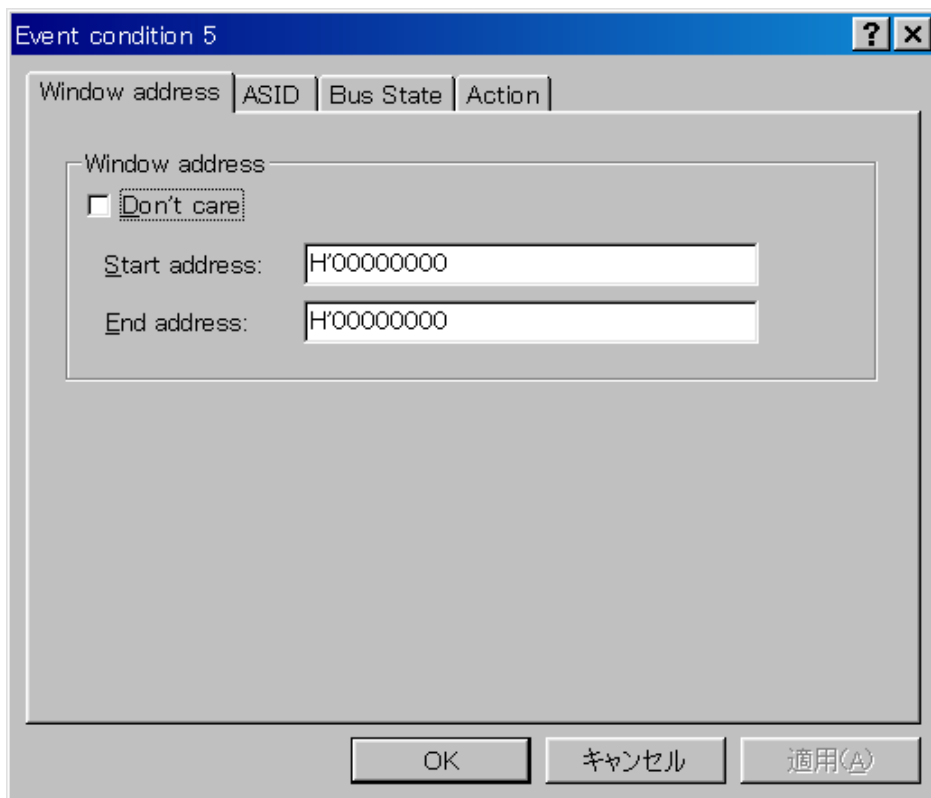 Event condition 5
Window address ASID Bus State Action
Window address
Don't care
Start address: H'00000000
End address: H'00000000
OK キャンセル 適用(A)